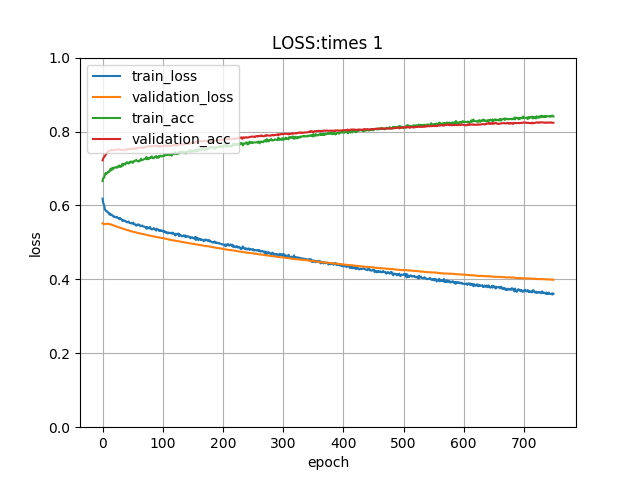 LOSS:times 1
1.0
0.8
0.6
0.4
0.2
0.0
loss
train_loss
validation_loss
train_acc
validation_acc
0 100 200 300 400 500 600 700
epoch